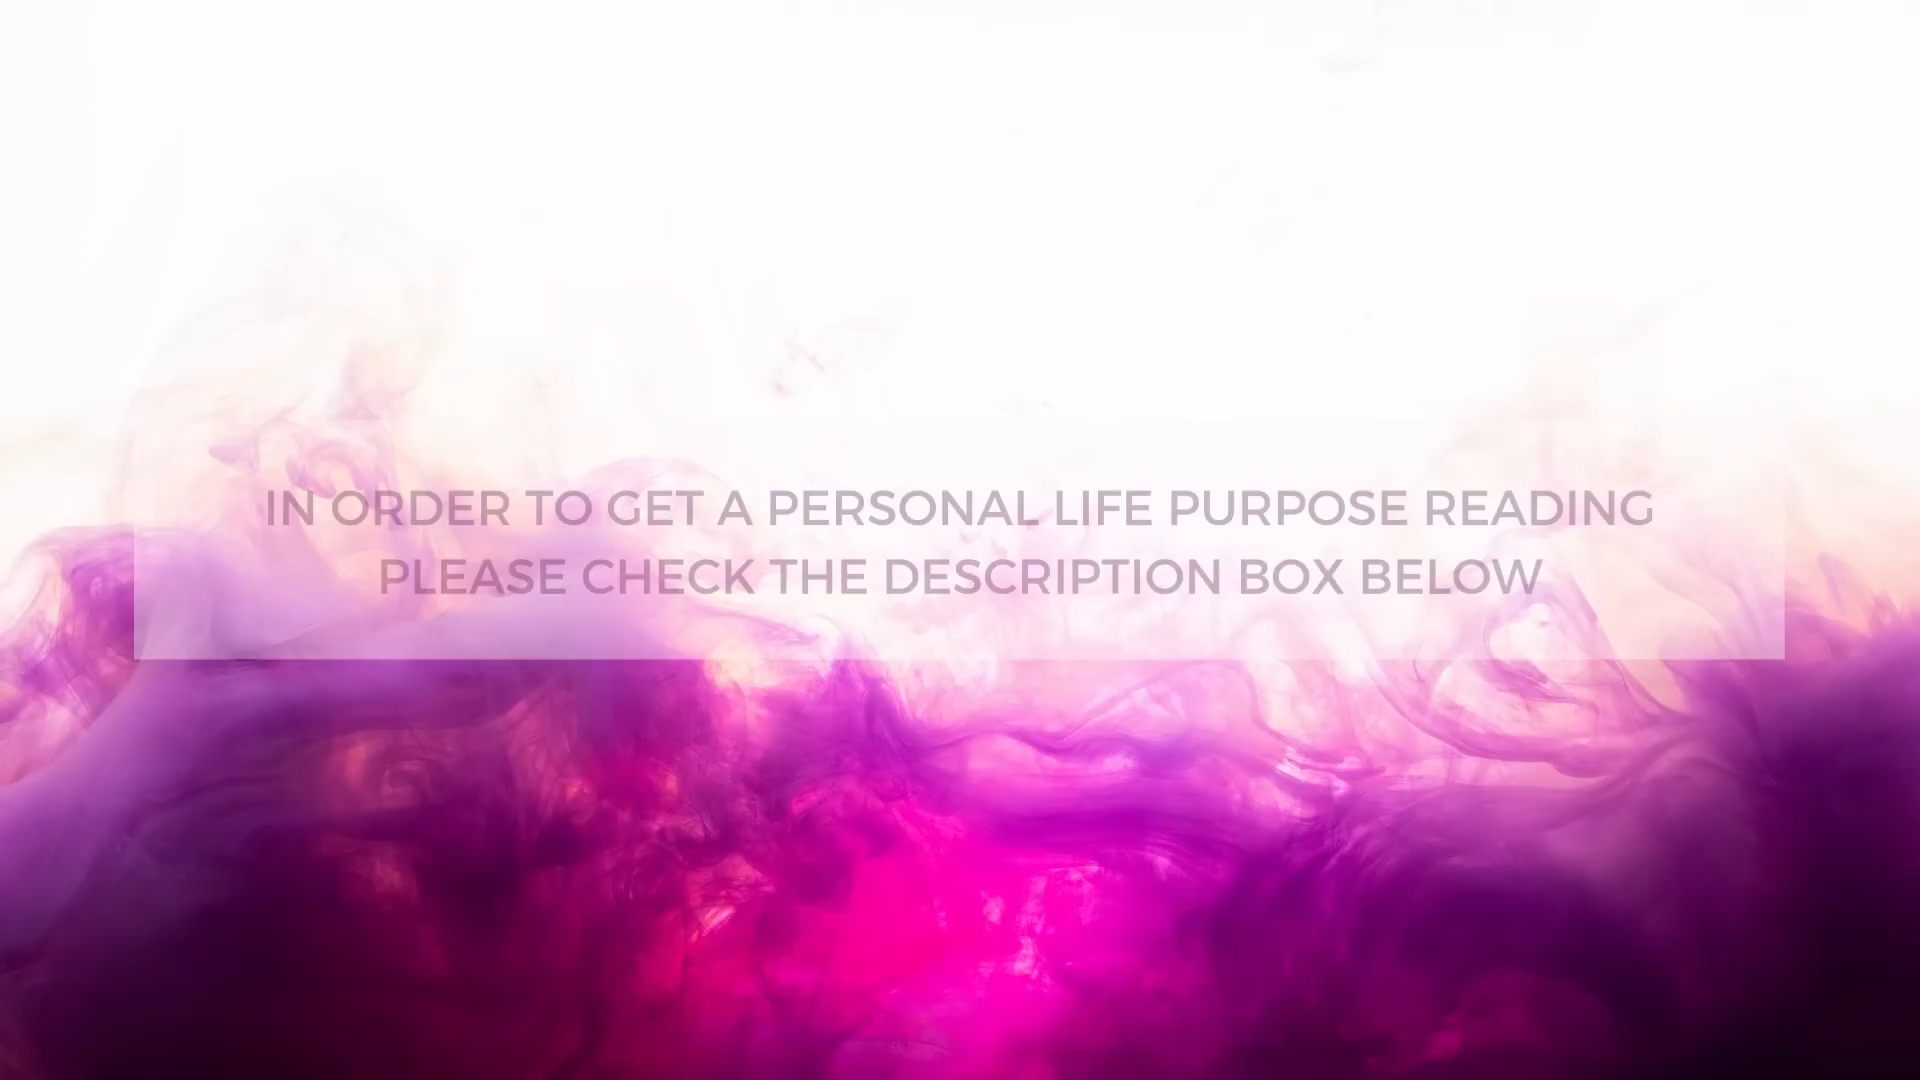 IN ORDER TO GET A PERSONAL LIFE PURPOSE READING
PLEASE CHECK THE DESCRIPTION BOX BELOW